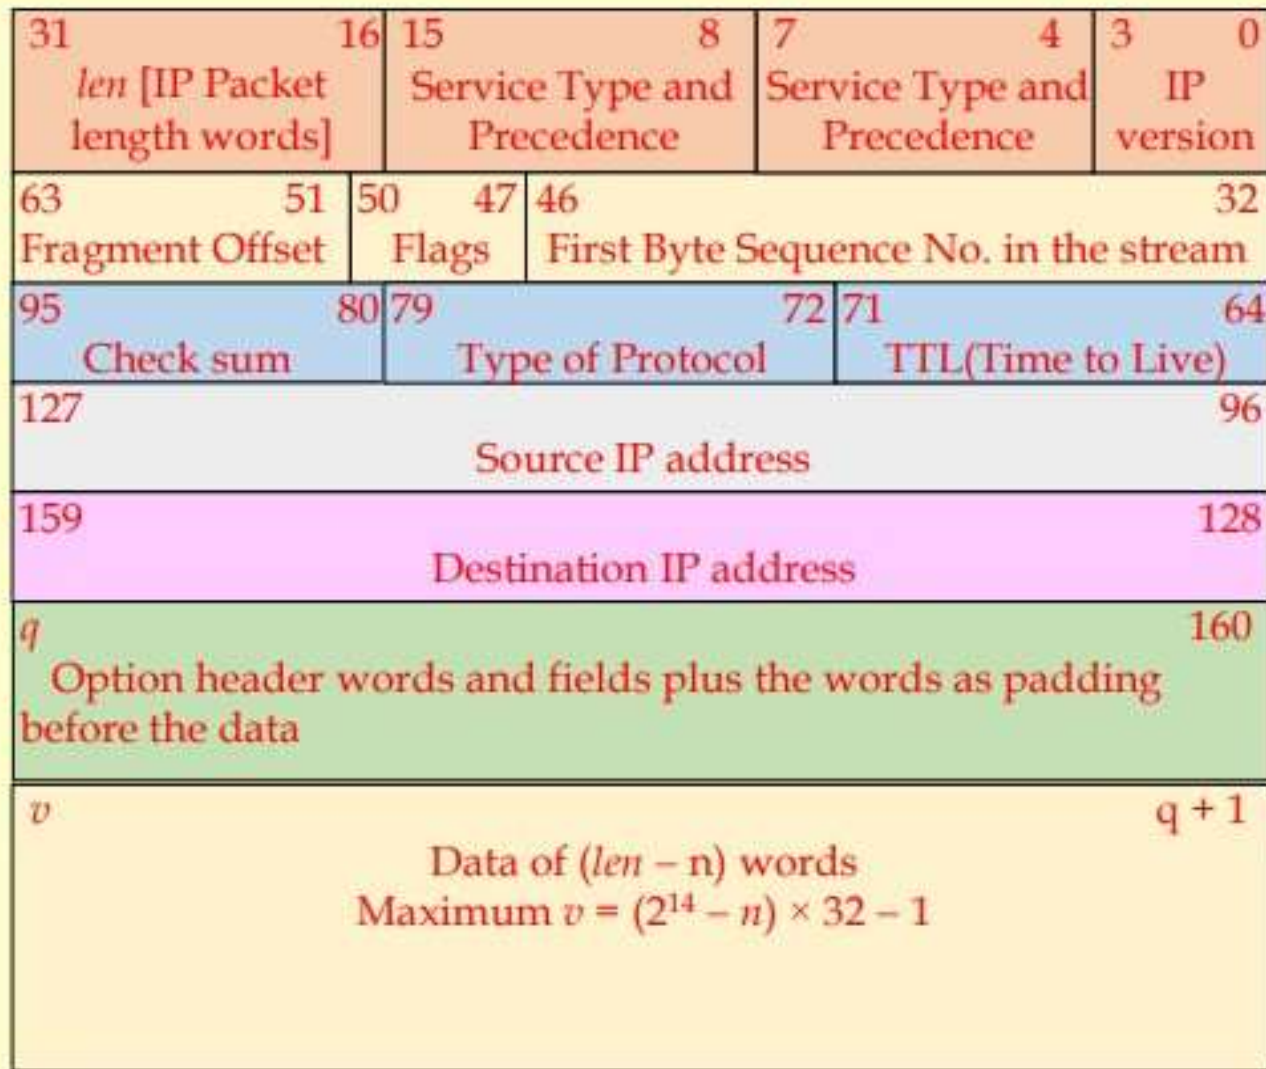 31 16 15 8 7 4 3 0
len [IP Packet Service Type and Service Type and IP
length words] Precedence Precedence version
63 51 50 47 46 32
Fragment Offset Flags First Byte Sequence No. in the stream
95 80 79 72 71 64
Check sum Type of Protocol TTL(Time to Live)
127 96
Source IP address
159 128
Destination IP address
q 160
Option header words and fields plus the words as padding
before the data
v q + 1
Data of (len – n) words
Maximum v = (2¹⁴ – n) × 32 – 1